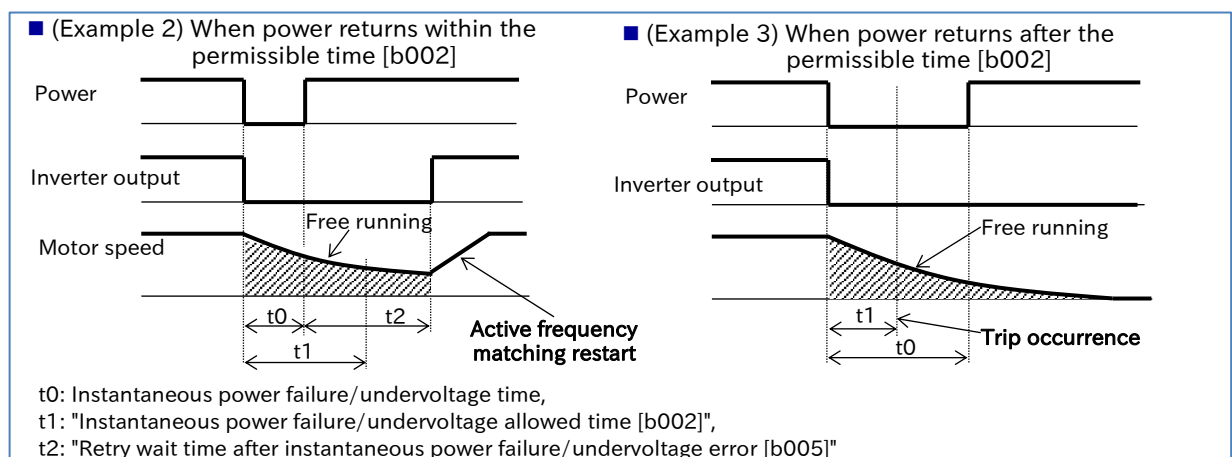 ■ (Example 2) When power returns within the
permissible time [b002]
Power
Inverter output
Free running
Motor speed
t0
t2
t1
Active frequency
matching restart
■ (Example 3) When power returns after the
permissible time [b002]
Power
Inverter output
Free running
t1
t0
Trip occurrence
t0: Instantaneous power failure/undervoltage time,
t1: "Instantaneous power failure/undervoltage allowed time [b002]",
t2: "Retry wait time after instantaneous power failure/undervoltage error [b005]"